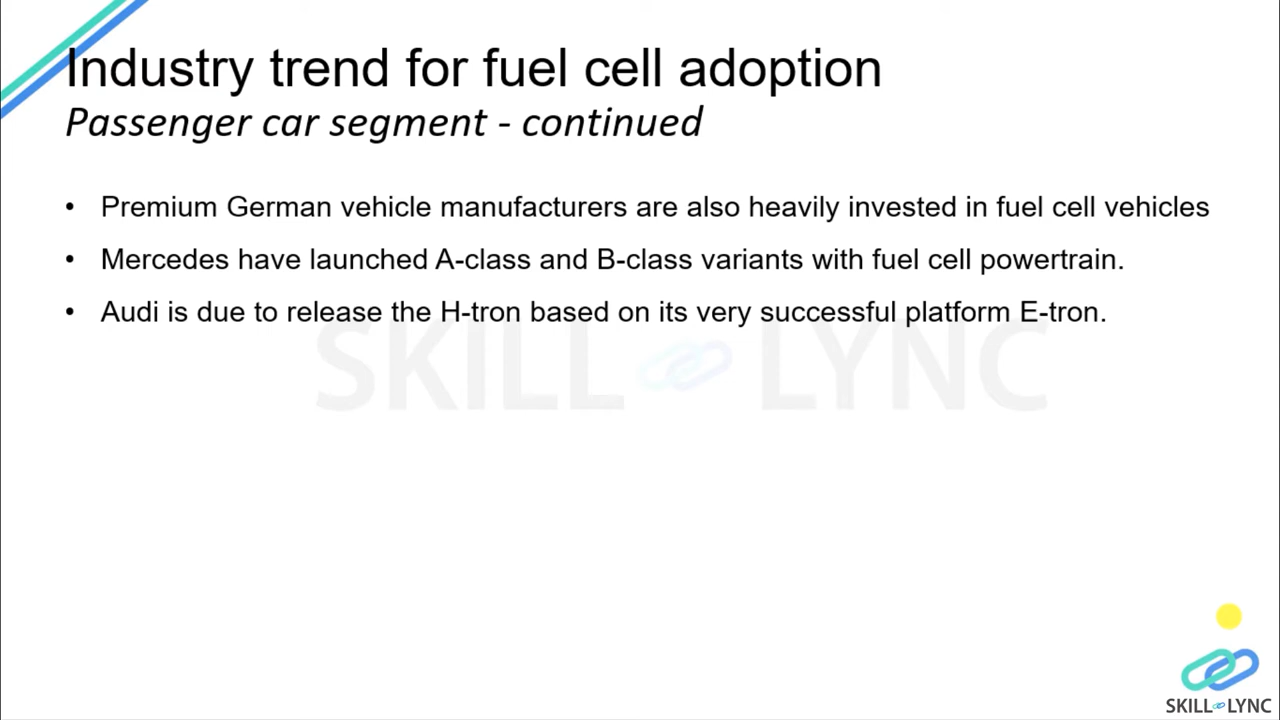 Industry trend for fuel cell adoption
Passenger car segment - continued
• Premium German vehicle manufacturers are also heavily invested in fuel cell vehicles
• Mercedes have launched A-class and B-class variants with fuel cell powertrain.
• Audi is due to release the H-tron based on its very successful platform E-tron.
SKILL LYNC
SKILL LYNC